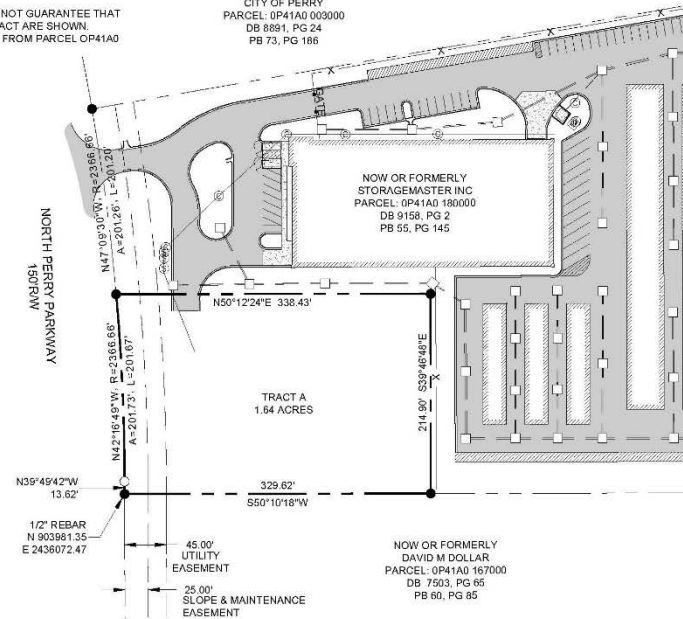 NOT GUARANTEE THAT
ACT ARE SHOWN.
FROM PARCEL OP41A0
CITY OF PERRY
PARCEL: 0P41A0 003000
DB 8891, PG 24
PB 73, PG 186
NOW OR FORMERLY
STORAGEMASTER INC
PARCEL: 0P41A0 180000
DB 9158, PG 2
PB 55, PG 145
N47°09'30"W, R=2366.66'
A=201.26', L=201.20'
NORTH PERRY PARKWAY
150'R/W
N50°12'24"E 338.43'
N42°16'49"W, R=2366.66'
A=201.73', L=201.67'
TRACT A
1.64 ACRES
214.90' S39°46'48"E
N39°49'42"W
13.62'
329.62'
S50°10'18"W
1/2" REBAR
N 903981.35
E 2436072.47
45.00'
UTILITY
EASEMENT
25.00'
SLOPE & MAINTENANCE
EASEMENT
NOW OR FORMERLY
DAVID M DOLLAR
PARCEL: 0P41A0 167000
DB 7503, PG 65
PB 60, PG 85